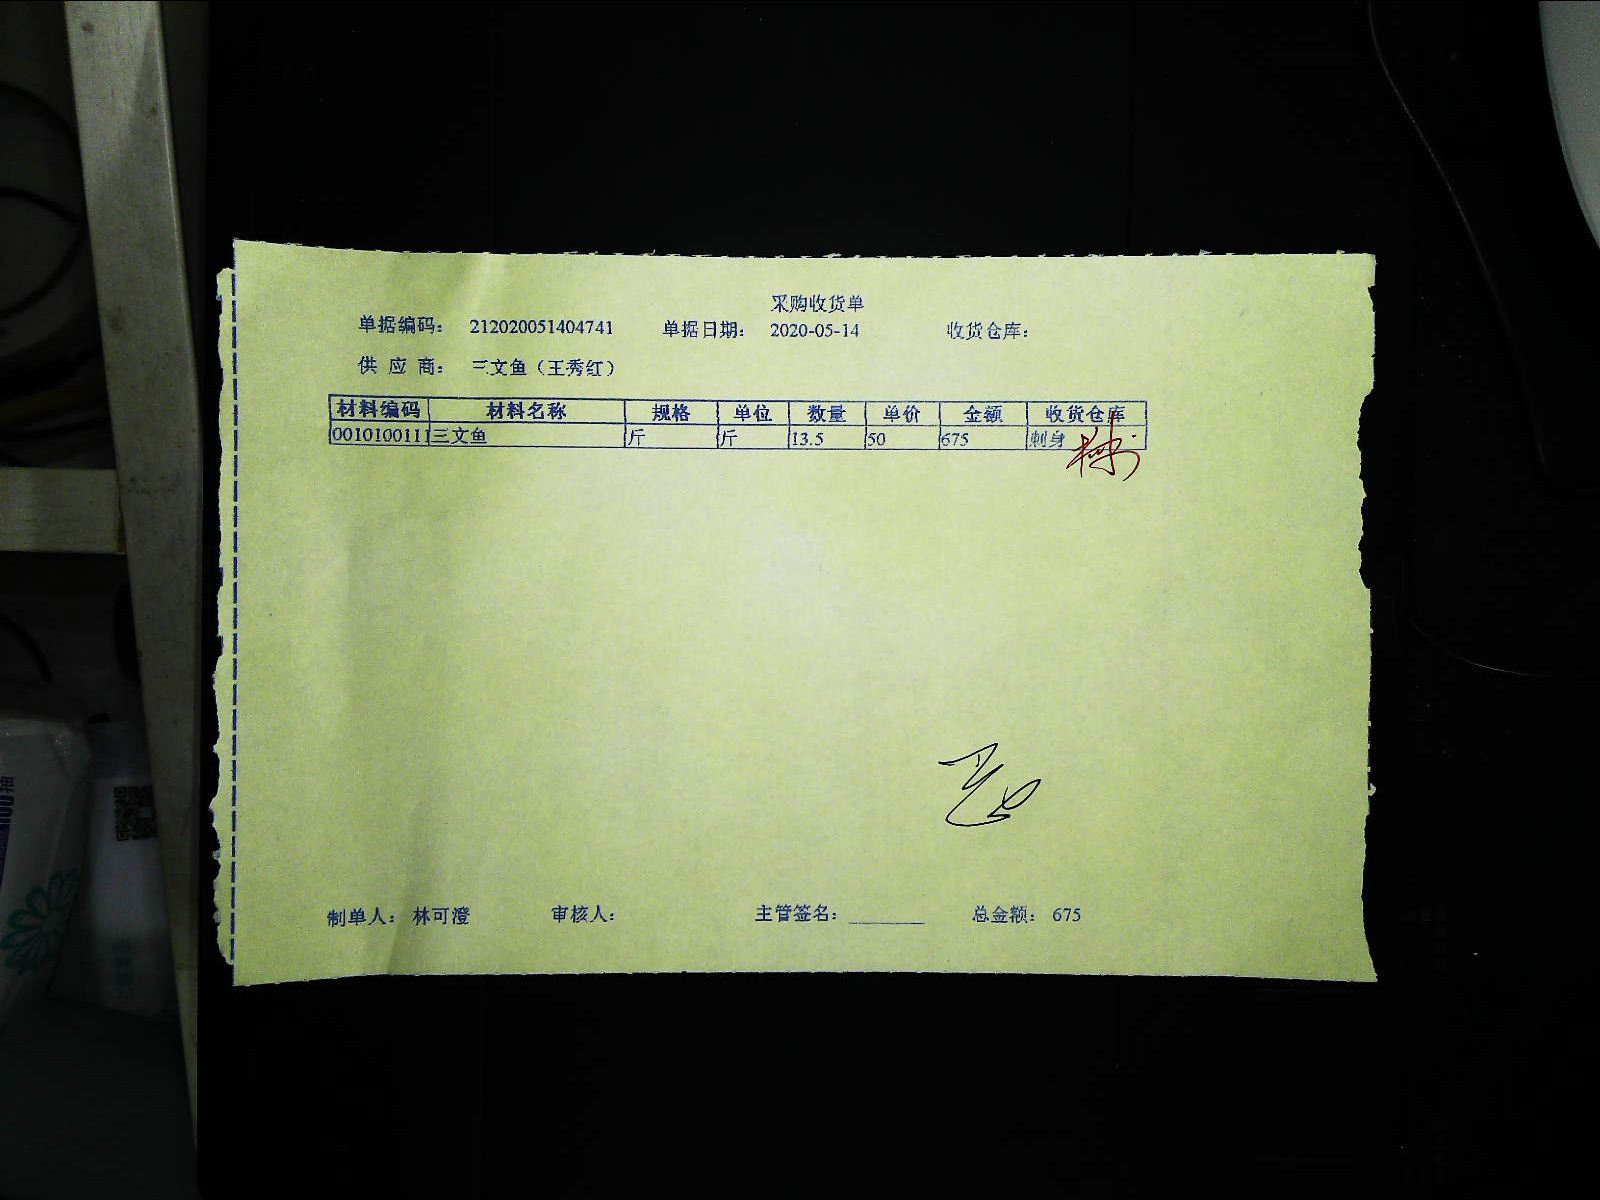 采购收货单
单据编码: 212020051404741 单据日期: 2020-05-14 收货仓库:
供 应 商: 三文鱼（王秀红）
材料编码 材料名称 规格 单位 数量 单价 金额 收货仓库
0010100111 三文鱼 斤 斤 13.5 50 675 刺身
制单人: 林可澄 审核人: 主管签名: 总金额: 675